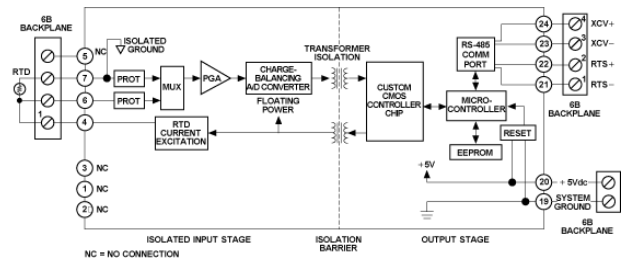 6B
BACKPLANE
5
NC
ISOLATED
GROUND
RTD
7
PROT
MUX
PGA
CHARGE-
BALANCING
A/D CONVERTER
TRANSFORMER
ISOLATION
6
PROT
FLOATING
POWER
1
4
RTD
CURRENT
EXCITATION
3
NC
1
NC
2
NC
CUSTOM
CMOS
CONTROLLER
CHIP
RS-485
COMM
PORT
MICRO-
CONTROLLER
RESET
EEPROM
+5V
24
4
XCV+
23
3
XCV–
22
2
RTS+
21
1
RTS–
6B
BACKPLANE
20
+ 5Vdc
SYSTEM
GROUND
19
6B
BACKPLANE
ISOLATED INPUT STAGE
ISOLATION
BARRIER
OUTPUT STAGE
NC = NO CONNECTION